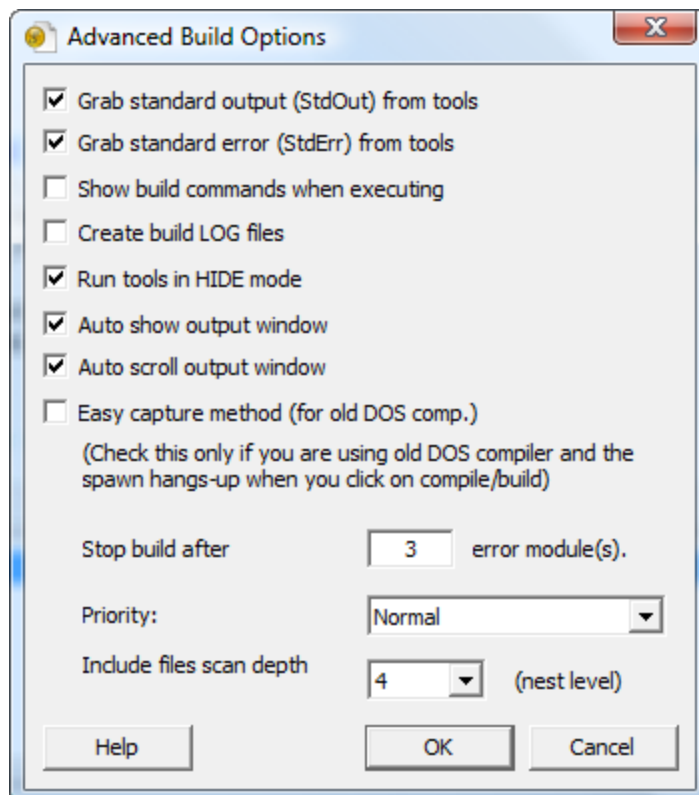 Advanced Build Options
Grab standard output (StdOut) from tools
Grab standard error (StdErr) from tools
Show build commands when executing
Create build LOG files
Run tools in HIDE mode
Auto show output window
Auto scroll output window
Easy capture method (for old DOS comp.)
(Check this only if you are using old DOS compiler and the
spawn hangs-up when you click on compile/build)
Stop build after 3 error module(s).
Priority: Normal
Include files scan depth 4 (nest level)
Help OK Cancel